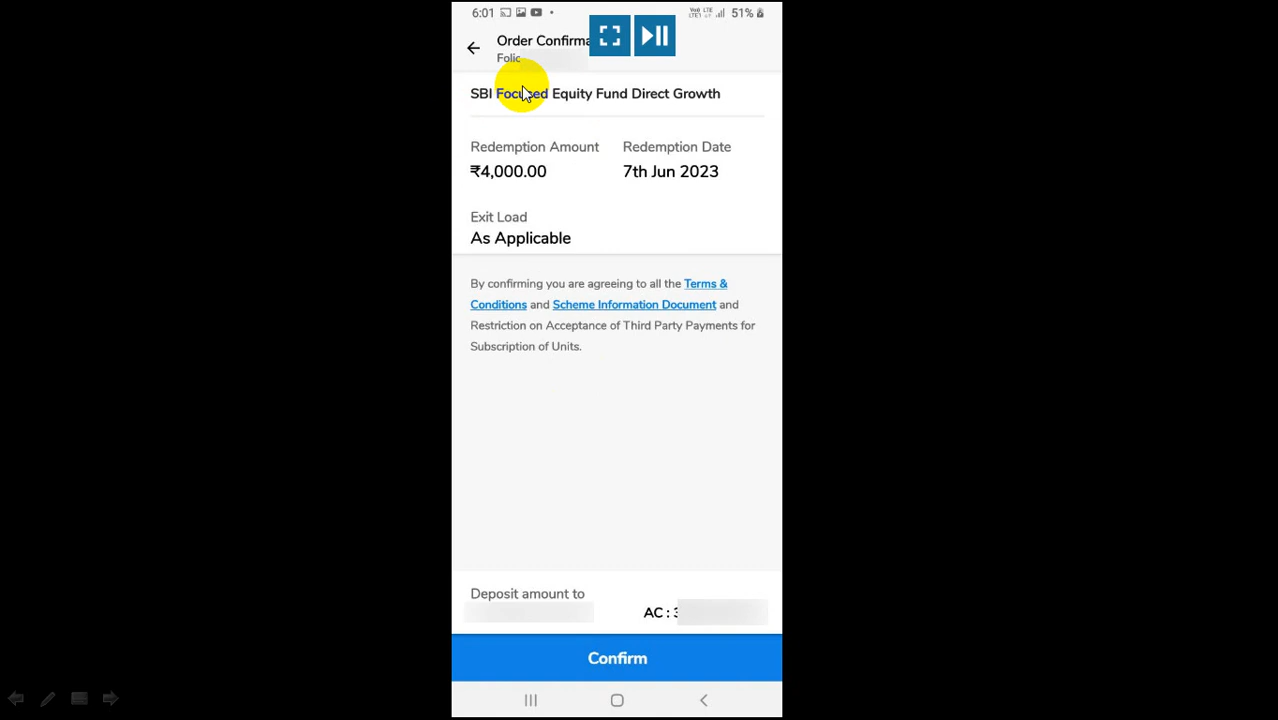 6:01
51%
Order Confirma
Folio
SBI Focused Equity Fund Direct Growth
Redemption Amount
Redemption Date
₹4,000.00
7th Jun 2023
Exit Load
As Applicable
By confirming you are agreeing to all the Terms &
Conditions and Scheme Information Document and
Restriction on Acceptance of Third Party Payments for
Subscription of Units.
Deposit amount to
AC : 3
Confirm